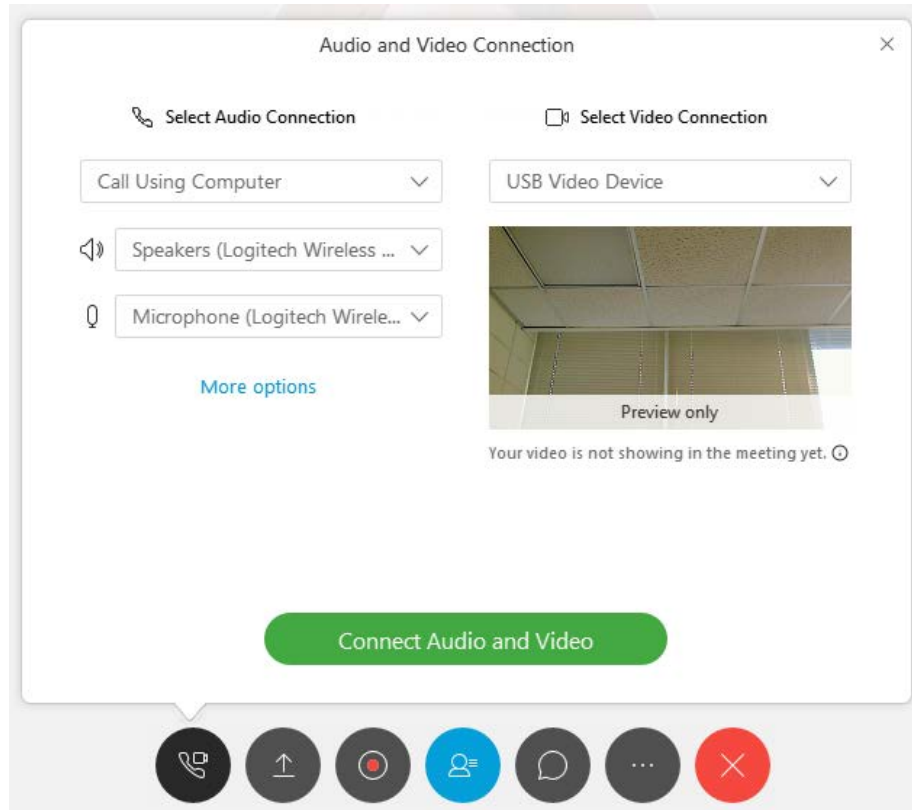 Audio and Video Connection
Select Audio Connection
Call Using Computer
Speakers (Logitech Wireless ...
Microphone (Logitech Wirele...
More options
Select Video Connection
USB Video Device
Preview only
Your video is not showing in the meeting yet.
Connect Audio and Video